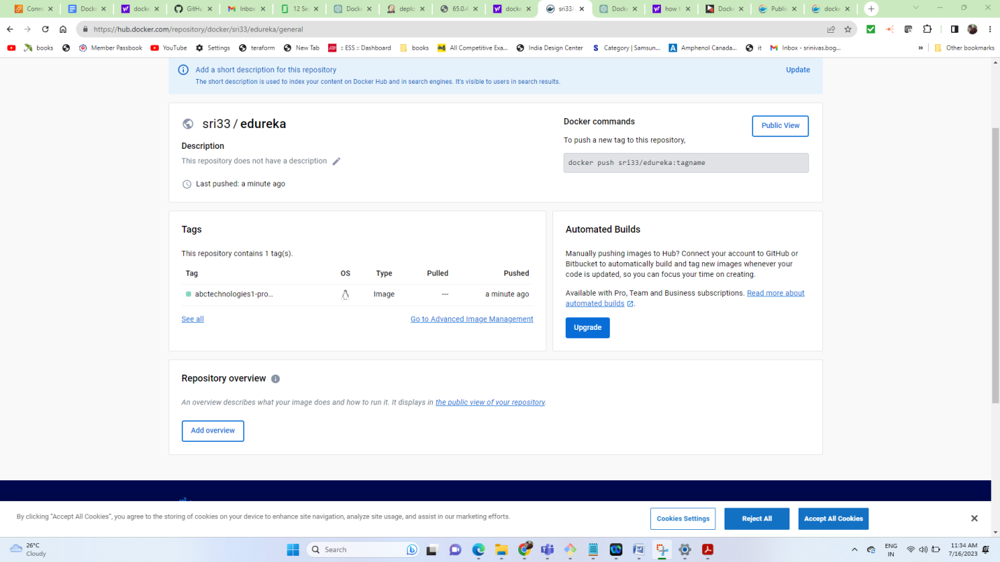 Conne
Docke
docke
GitHu
Inbox
12 Se
Docke
deplo
65.0.4
docke
sri33/
Docke
how t
Docke
Publis
docke
https://hub.docker.com/repository/docker/sri33/edureka/general
books
Member Passbook
YouTube
Settings
teraform
New Tab
:: ESS :: Dashboard
books
All Competitive Exa...
India Design Center
Category | Samsun...
Amphenol Canada...
it
Inbox - srinivas.bog...
»
Other bookmarks
Add a short description for this repository
Update
The short description is used to index your content on Docker Hub and in search engines. It's visible to users in search results.
sri33 / edureka
Description
This repository does not have a description
Last pushed: a minute ago
Docker commands
Public View
To push a new tag to this repository,
docker push sri33/edureka:tagname
Tags
This repository contains 1 tag(s).
Tag OS Type Pulled Pushed
abctechnologies1-pro... Image --- a minute ago
See all
Go to Advanced Image Management
Automated Builds
Manually pushing images to Hub? Connect your account to GitHub or
Bitbucket to automatically build and tag new images whenever your
code is updated, so you can focus your time on creating.
Available with Pro, Team and Business subscriptions. Read more about
automated builds.
Upgrade
Repository overview
An overview describes what your image does and how to run it. It displays in the public view of your repository.
Add overview
By clicking "Accept All Cookies", you agree to the storing of cookies on your device to enhance site navigation, analyze site usage, and assist in our marketing efforts.
Cookies Settings
Reject All
Accept All Cookies
26°C
Cloudy
Search
ENG
IN
11:34 AM
7/16/2023